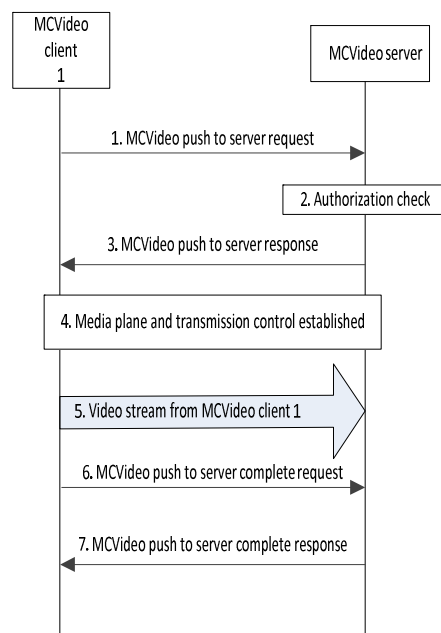 MCVideo
client
1
MCVideo server
1. MCVideo push to server request
2. Authorization check
3. MCVideo push to server response
4. Media plane and transmission control established
5. Video stream from MCVideo client 1
6. MCVideo push to server complete request
7. MCVideo push to server complete response